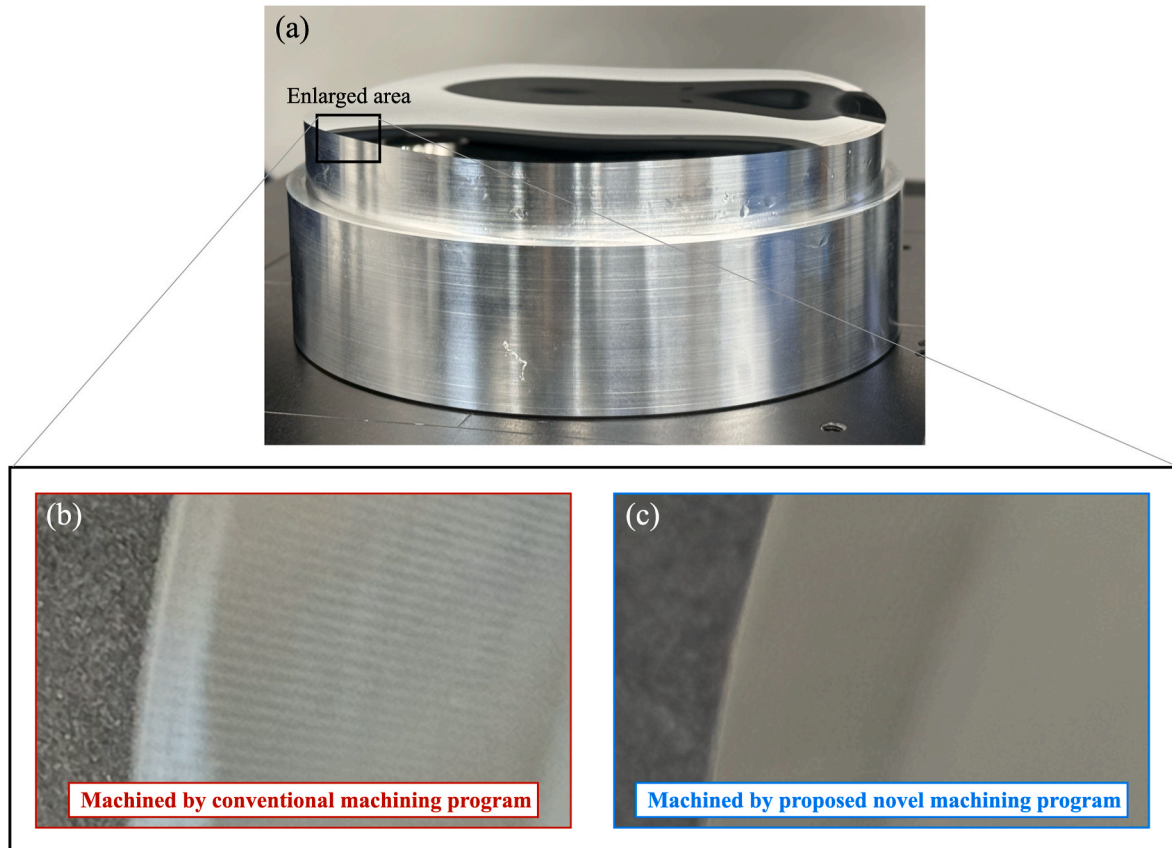 (a)
Enlarged area
(b)
(c)
Machined by conventional machining program
Machined by proposed novel machining program